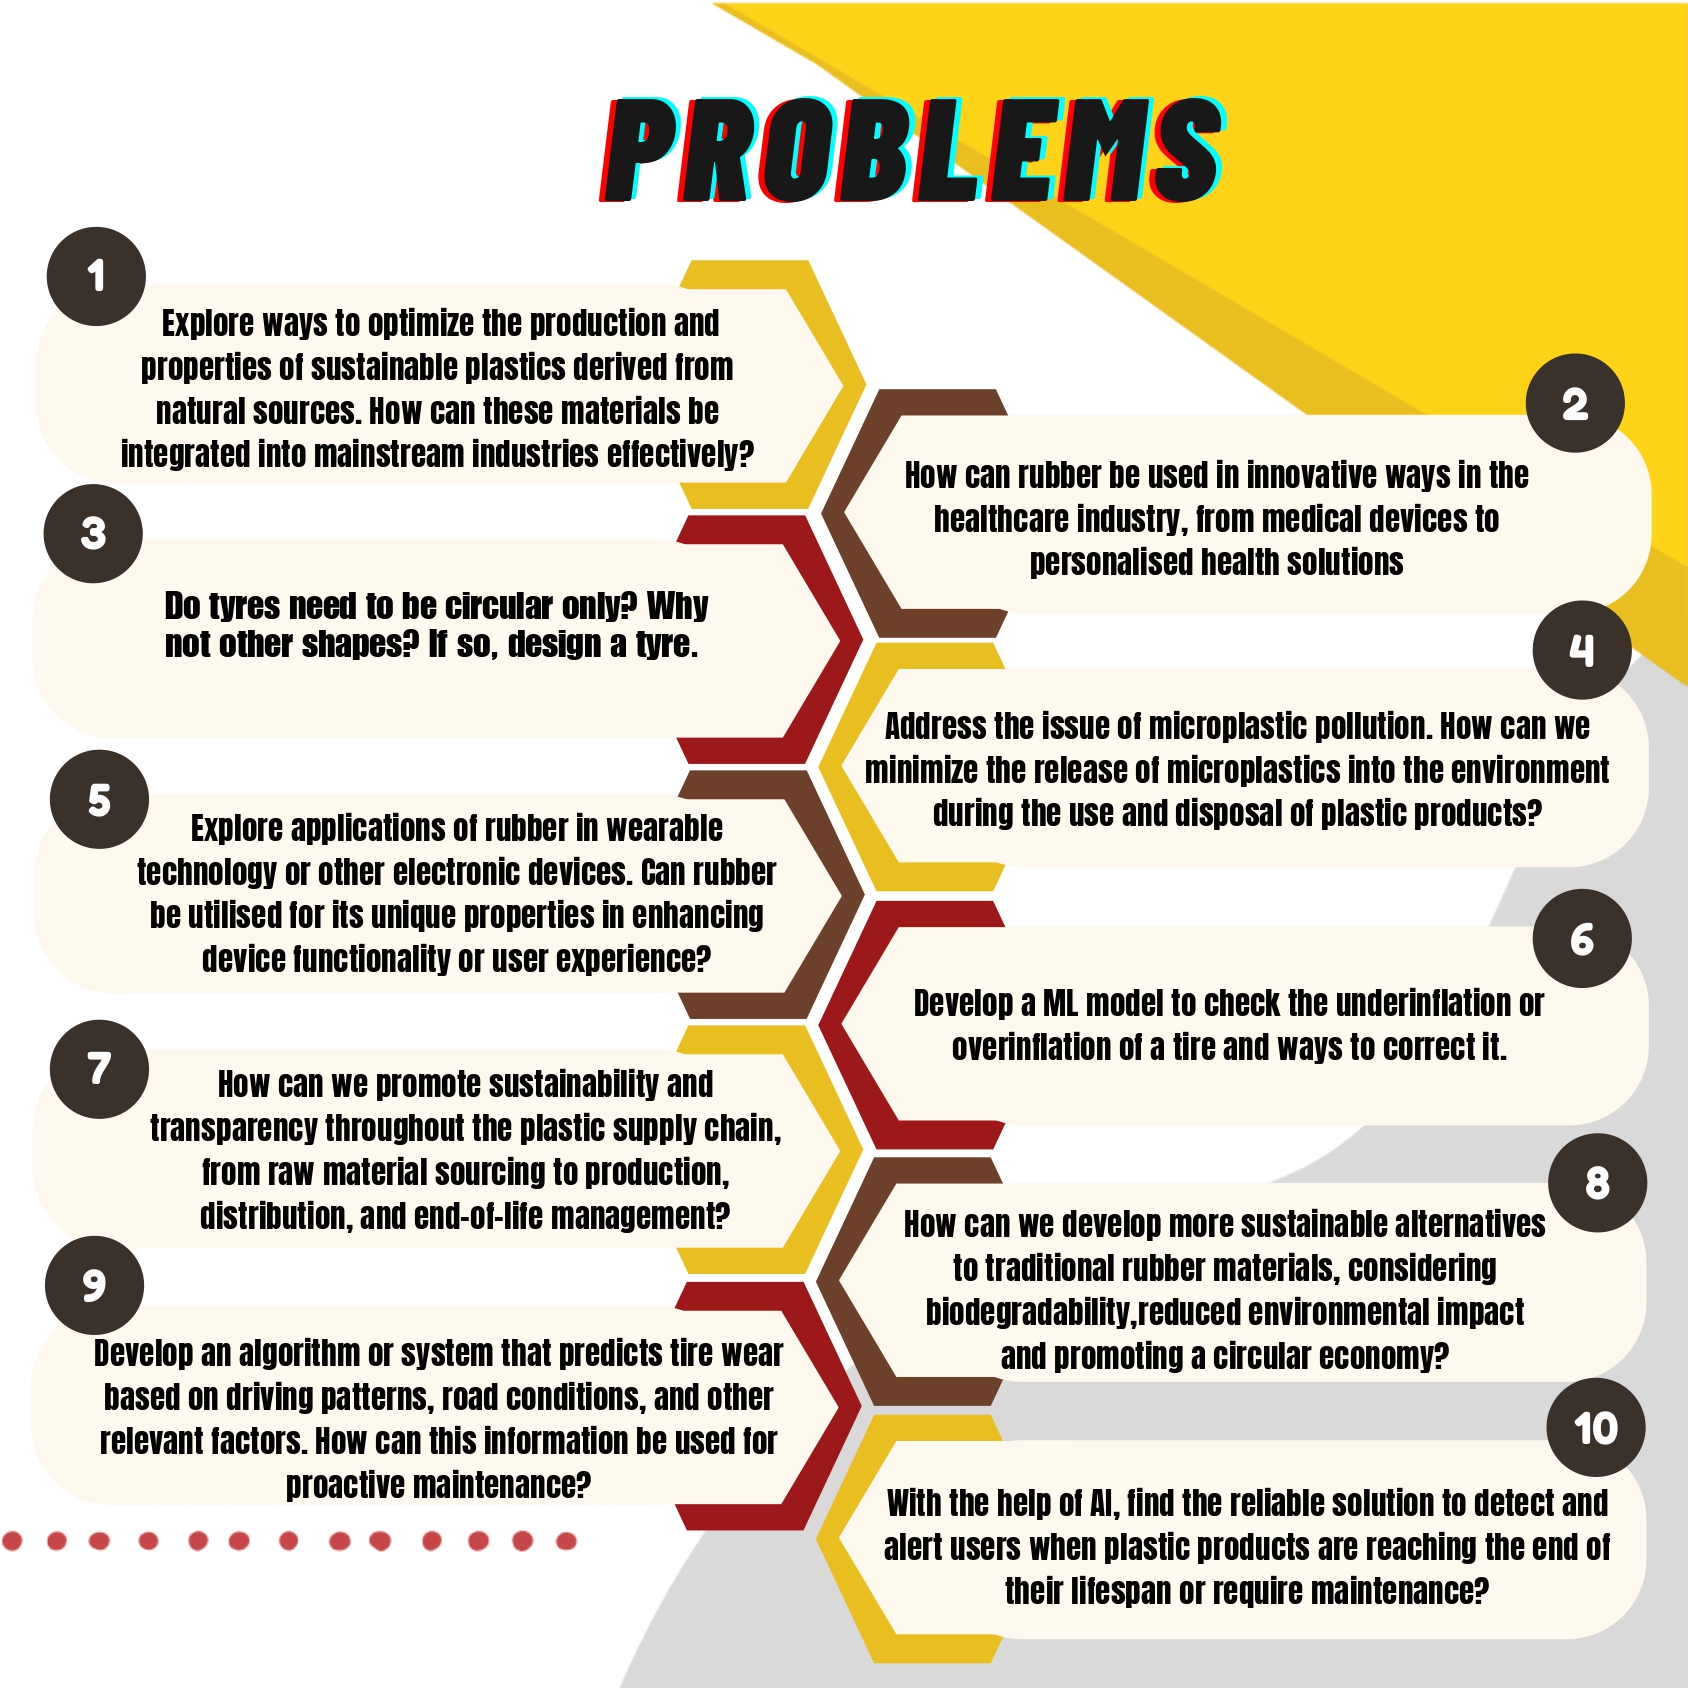 PROBLEMS
1
Explore ways to optimize the production and
properties of sustainable plastics derived from
natural sources. How can these materials be
integrated into mainstream industries effectively?
2
How can rubber be used in innovative ways in the
healthcare industry, from medical devices to
personalised health solutions
3
Do tyres need to be circular only? Why
not other shapes? If so, design a tyre.
4
Address the issue of microplastic pollution. How can we
minimize the release of microplastics into the environment
during the use and disposal of plastic products?
5
Explore applications of rubber in wearable
technology or other electronic devices. Can rubber
be utilised for its unique properties in enhancing
device functionality or user experience?
6
Develop a ML model to check the underinflation or
overinflation of a tire and ways to correct it.
7
How can we promote sustainability and
transparency throughout the plastic supply chain,
from raw material sourcing to production,
distribution, and end-of-life management?
8
How can we develop more sustainable alternatives
to traditional rubber materials, considering
biodegradability,reduced environmental impact
and promoting a circular economy?
9
Develop an algorithm or system that predicts tire wear
based on driving patterns, road conditions, and other
relevant factors. How can this information be used for
proactive maintenance?
10
With the help of AI, find the reliable solution to detect and
alert users when plastic products are reaching the end of
their lifespan or require maintenance?